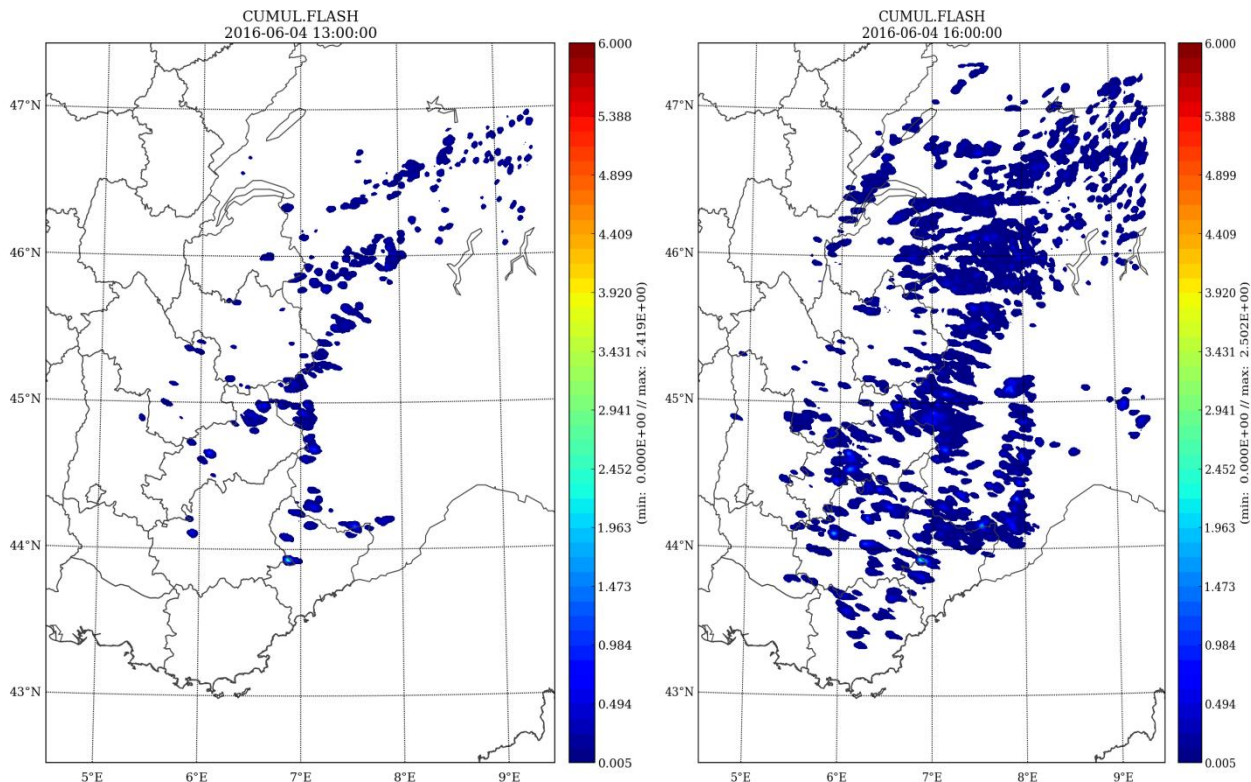 CUMUL.FLASH
2016-06-04 13:00:00
47°N
46°N
45°N
44°N
43°N
5°E 6°E 7°E 8°E 9°E
6.000
5.388
4.899
4.409
3.920
3.431
2.941
2.452
1.963
1.473
0.984
0.494
0.005
(min: 0.000E+00 // max: 2.419E+00)
CUMUL.FLASH
2016-06-04 16:00:00
47°N
46°N
45°N
44°N
43°N
5°E 6°E 7°E 8°E 9°E
6.000
5.388
4.899
4.409
3.920
3.431
2.941
2.452
1.963
1.473
0.984
0.494
0.005
(min: 0.000E+00 // max: 2.502E+00)